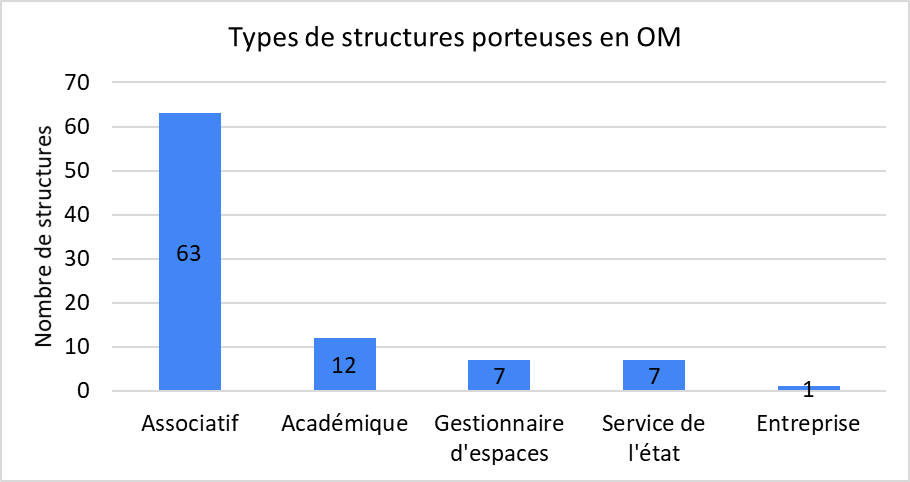 Types de structures porteuses en OM
Nombre de structures
70
60
50
40
30
20
10
0
63
12
7
7
1
Associatif
Académique
Gestionnaire
d'espaces
Service de
l'état
Entreprise